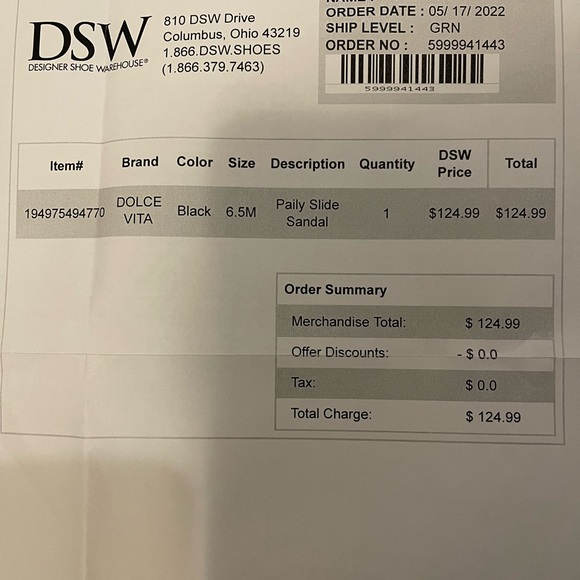 DSW
DESIGNER SHOE WAREHOUSE®
810 DSW Drive
Columbus, Ohio 43219
1.866.DSW.SHOES
(1.866.379.7463)
NAME :
ORDER DATE : 05/ 17/ 2022
SHIP LEVEL : GRN
ORDER NO : 5999941443
5999941443
Item# Brand Color Size Description Quantity DSW Price Total
194975494770 DOLCE VITA Black 6.5M Paily Slide Sandal 1 $124.99 $124.99
Order Summary
Merchandise Total: $ 124.99
Offer Discounts: - $ 0.0
Tax: $ 0.0
Total Charge: $ 124.99